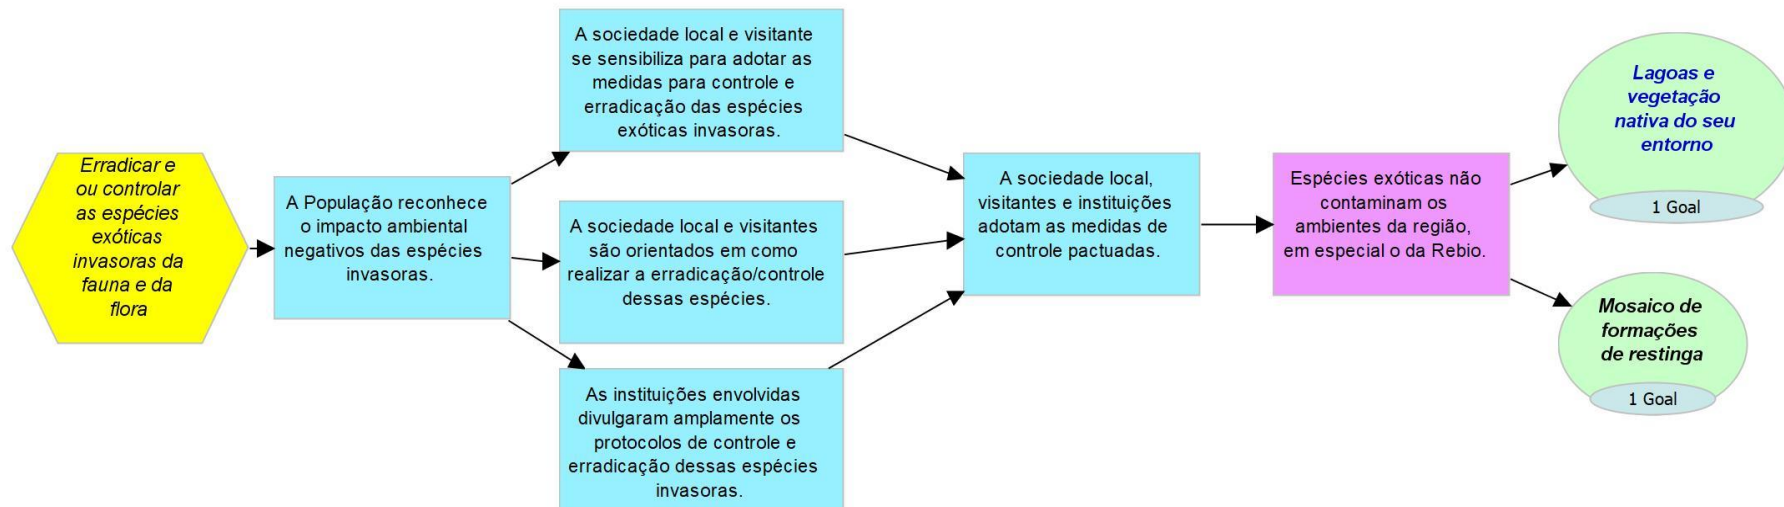 Erradicar e
ou controlar
as espécies
exóticas
invasoras da
fauna e da
flora
A População reconhece
o impacto ambiental
negativos das espécies
invasoras.
A sociedade local e visitante
se sensibiliza para adotar as
medidas para controle e
erradicação das espécies
exóticas invasoras.
A sociedade local e visitantes
são orientados em como
realizar a erradicação/controle
dessas espécies.
As instituições envolvidas
divulgaram amplamente os
protocolos de controle e
erradicação dessas espécies
invasoras.
A sociedade local,
visitantes e instituições
adotam as medidas de
controle pactuadas.
Espécies exóticas não
contaminam os
ambientes da região,
em especial o da Rebio.
Lagoas e
vegetação
nativa do seu
entorno
1 Goal
Mosaico de
formações
de restinga
1 Goal